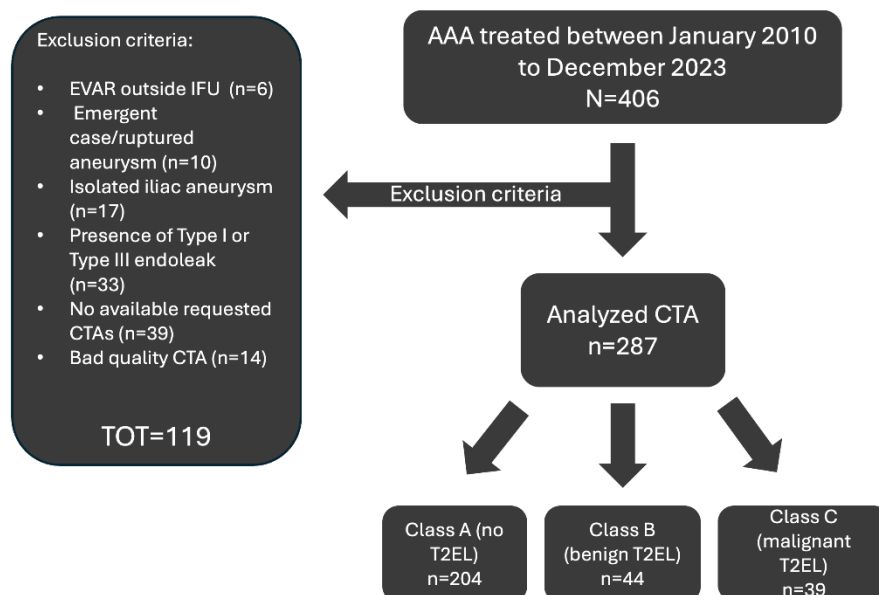 Exclusion criteria:
• EVAR outside IFU (n=6)
• Emergent
case/ruptured
aneurysm (n=10)
• Isolated iliac aneurysm
(n=17)
• Presence of Type I or
Type III endoleak
(n=33)
• No available requested
CTAs (n=39)
• Bad quality CTA (n=14)
TOT=119
AAA treated between January 2010
to December 2023
N=406
Exclusion criteria
Analyzed CTA
n=287
Class A (no
T2EL)
n=204
Class B
(benign T2EL)
n=44
Class C
(malignant
T2EL)
n=39